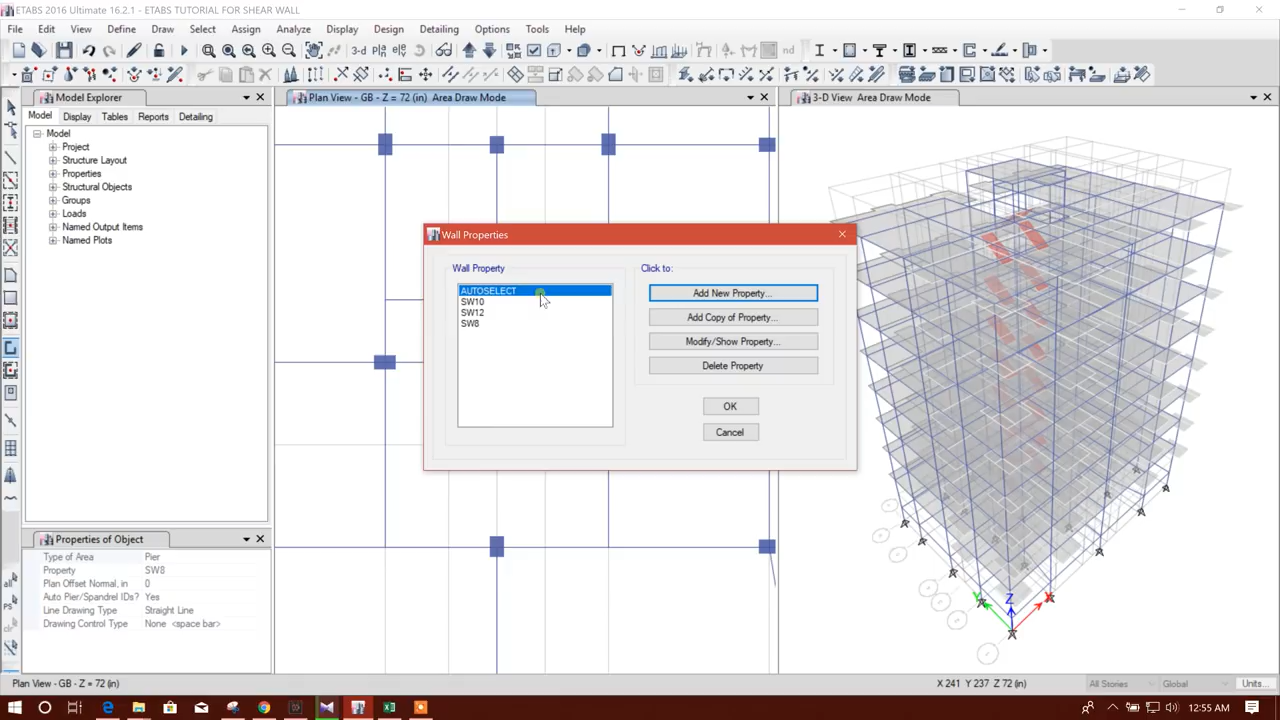 ETABS 2016 Ultimate 16.2.1 - ETABS TUTORIAL FOR SHEAR WALL
File Edit View Define Draw Select Assign Analyze Display Design Detailing Options Tools Help
3-d
nd
Model Explorer
Model Display Tables Reports Detailing
Model
Project
Structure Layout
Properties
Structural Objects
Groups
Loads
Named Output Items
Named Plots
Properties of Object
Type of Area Pier
Property SW8
Plan Offset Normal, in 0
Auto Pier/Spandrel IDs? Yes
Line Drawing Type Straight Line
Drawing Control Type None <space bar>
Plan View - GB - Z = 72 (in) Area Draw Mode
3-D View Area Draw Mode
Wall Properties
Wall Property
AUTOSELECT
SW10
SW12
SW8
Click to:
Add New Property...
Add Copy of Property...
Modify/Show Property...
Delete Property
OK
Cancel
Z
X
Y
all
PS
clr
Plan View - GB - Z = 72 (in)
X 241 Y 237 Z 72 (in)
All Stories
Global
Units...
12:55 AM